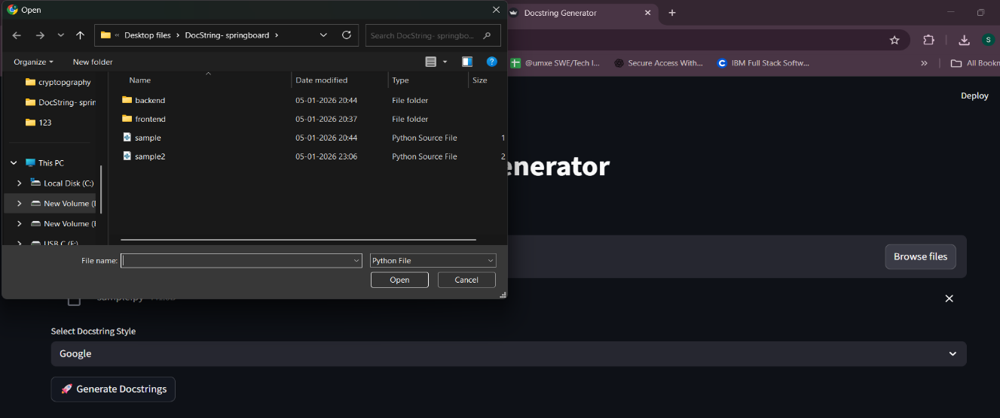 Open
Docstring Generator
« Desktop files > DocString- springboard >
Search DocString- springbo...
S
Organize
New folder
@umxe SWE/Tech I...
Secure Access With...
IBM Full Stack Softw...
»
All Bookn
Name
Date modified
Type
Size
cryptopgraphy
DocString- sprin
123
backend
05-01-2026 20:44
File folder
frontend
05-01-2026 20:37
File folder
sample
05-01-2026 20:44
Python Source File
1
sample2
05-01-2026 23:06
Python Source File
2
Deploy
This PC
Local Disk (C:)
New Volume (
New Volume (
USB C (F:)
enerator
File name:
Python File
Open
Cancel
Browse files
sample.py
Select Docstring Style
Google
🚀 Generate Docstrings